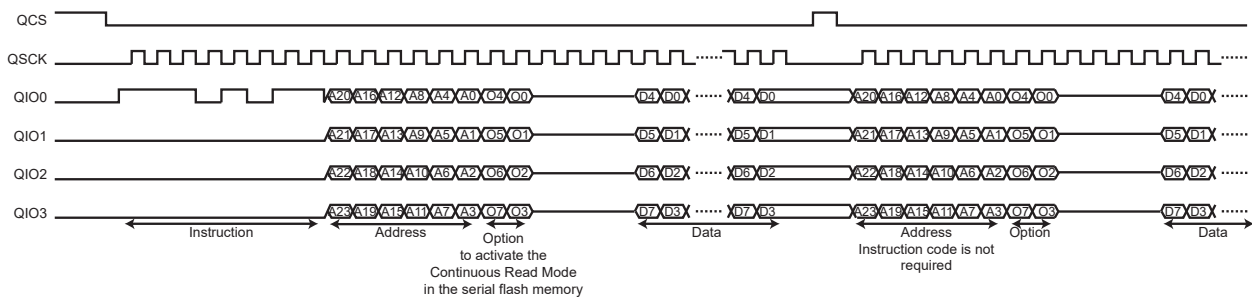 QCS
QSCK
QIO0 A20 A16 A12 A8 A4 A0 O4 O0 D4 D0 D4 D0 A20 A16 A12 A8 A4 A0 O4 O0 D4 D0
QIO1 A21 A17 A13 A9 A5 A1 O5 O1 D5 D1 D5 D1 A21 A17 A13 A9 A5 A1 O5 O1 D5 D1
QIO2 A22 A18 A14 A10 A6 A2 O6 O2 D6 D2 D6 D2 A22 A18 A14 A10 A6 A2 O6 O2 D6 D2
QIO3 A23 A19 A15 A11 A7 A3 O7 O3 D7 D3 D7 D3 A23 A19 A15 A11 A7 A3 O7 O3 D7 D3
Instruction Address Data Address Option Data
Option
to activate the
Continuous Read Mode
in the serial flash memory
Instruction code is not
required